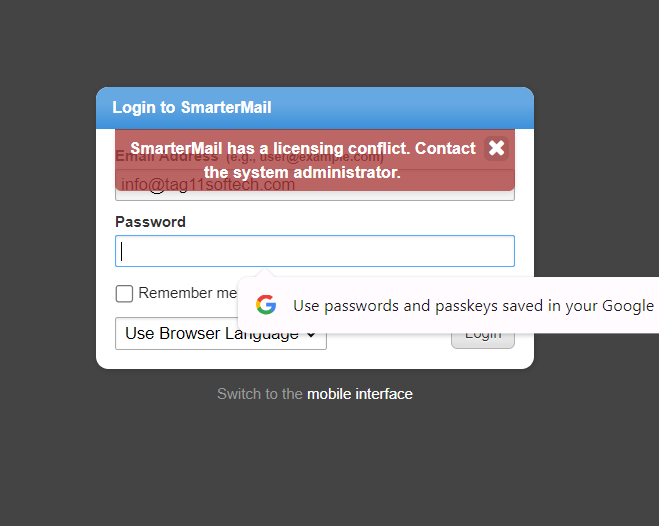 Login to SmarterMail
SmarterMail has a licensing conflict. Contact
the system administrator.
Email Address (e.g., user@example.com)
info@tag11softech.com
Password
Remember me
Use passwords and passkeys saved in your Google
Use Browser Language
Login
Switch to the mobile interface